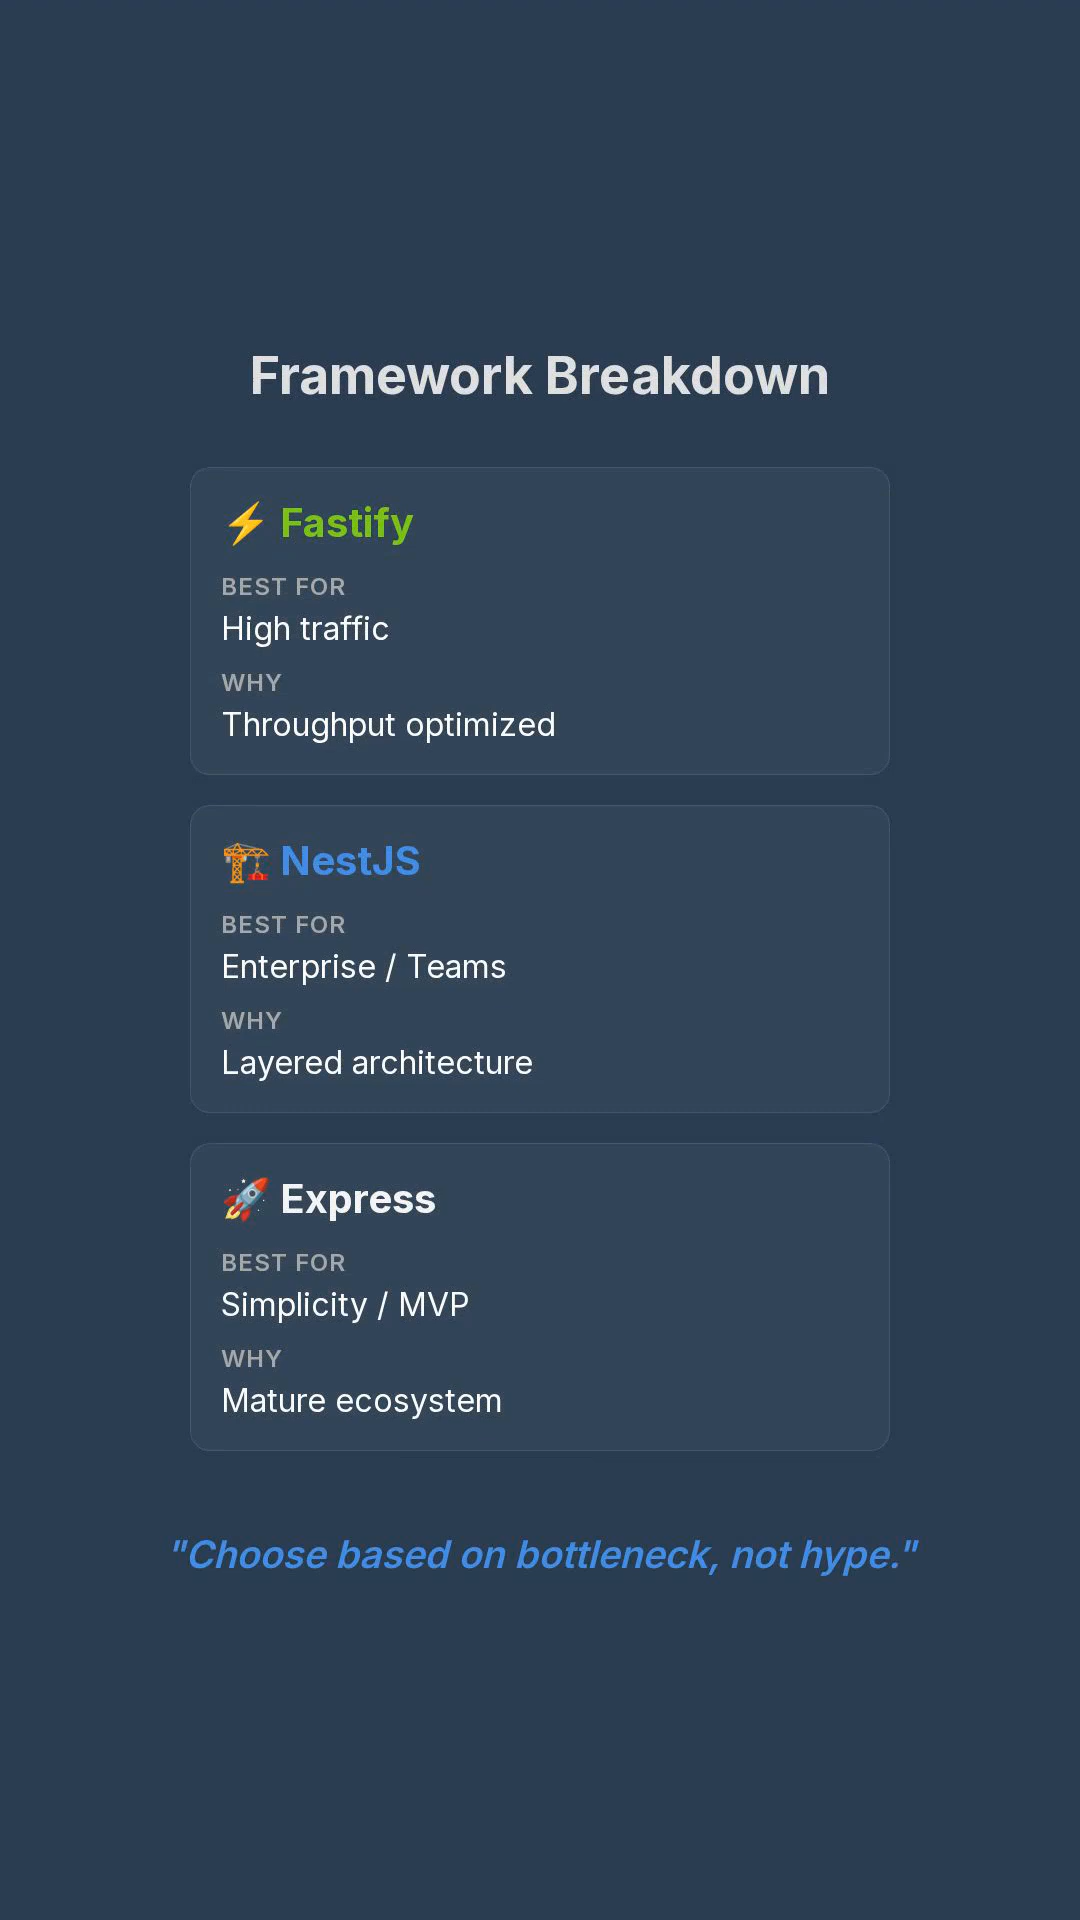 Framework Breakdown
⚡ Fastify
BEST FOR
High traffic
WHY
Throughput optimized
🏗️ NestJS
BEST FOR
Enterprise / Teams
WHY
Layered architecture
🚀 Express
BEST FOR
Simplicity / MVP
WHY
Mature ecosystem
"Choose based on bottleneck, not hype."